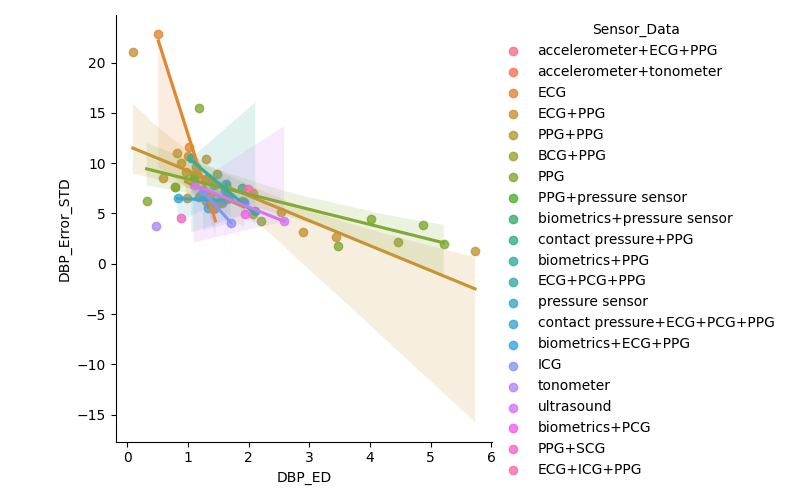 Sensor_Data
accelerometer+ECG+PPG
accelerometer+tonometer
ECG
ECG+PPG
PPG+PPG
BCG+PPG
PPG
PPG+pressure sensor
biometrics+pressure sensor
contact pressure+PPG
biometrics+PPG
ECG+PCG+PPG
pressure sensor
contact pressure+ECG+PCG+PPG
biometrics+ECG+PPG
ICG
tonometer
ultrasound
biometrics+PCG
PPG+SCG
ECG+ICG+PPG
DBP_Error_STD
20
15
10
5
0
−5
−10
−15
0 1 2 3 4 5 6
DBP_ED